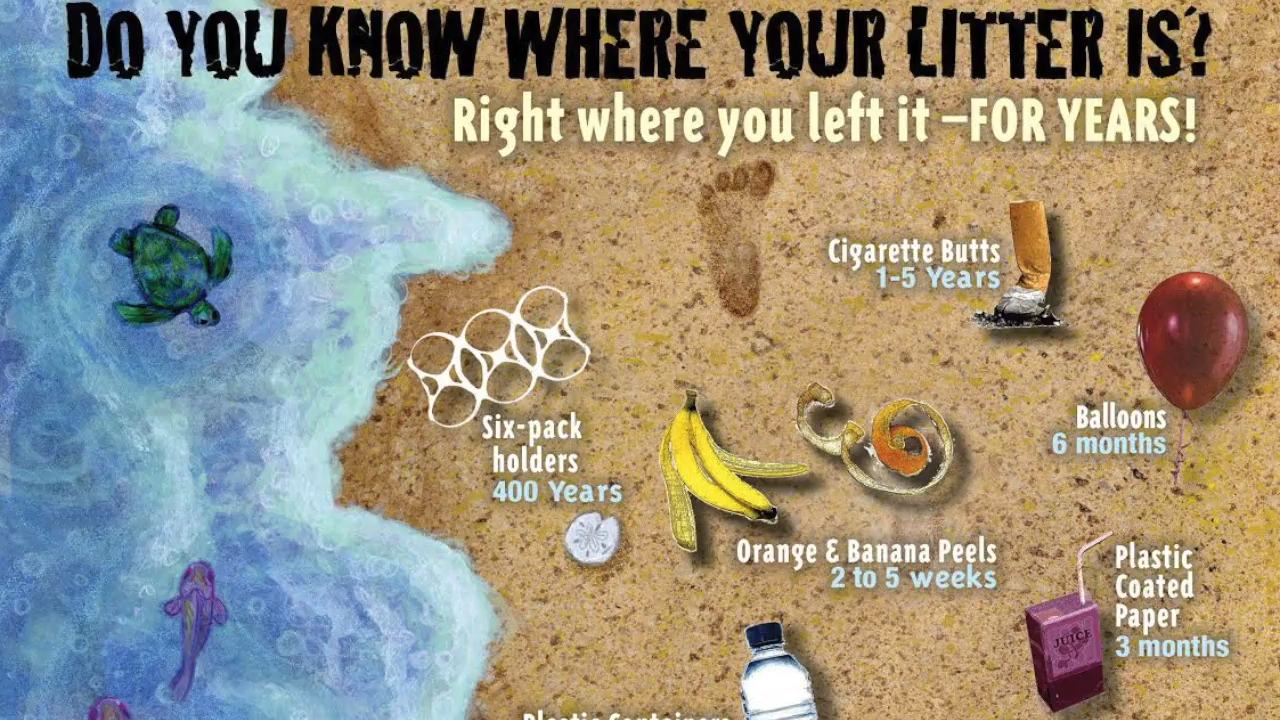 DO YOU KNOW WHERE YOUR LITTER IS?
Right where you left it –FOR YEARS!
Cigarette Butts
1-5 Years
Balloons
6 months
Six-pack
holders
400 Years
Orange & Banana Peels
2 to 5 weeks
Plastic
Coated
Paper
3 months
JUICE
Plastic Containers